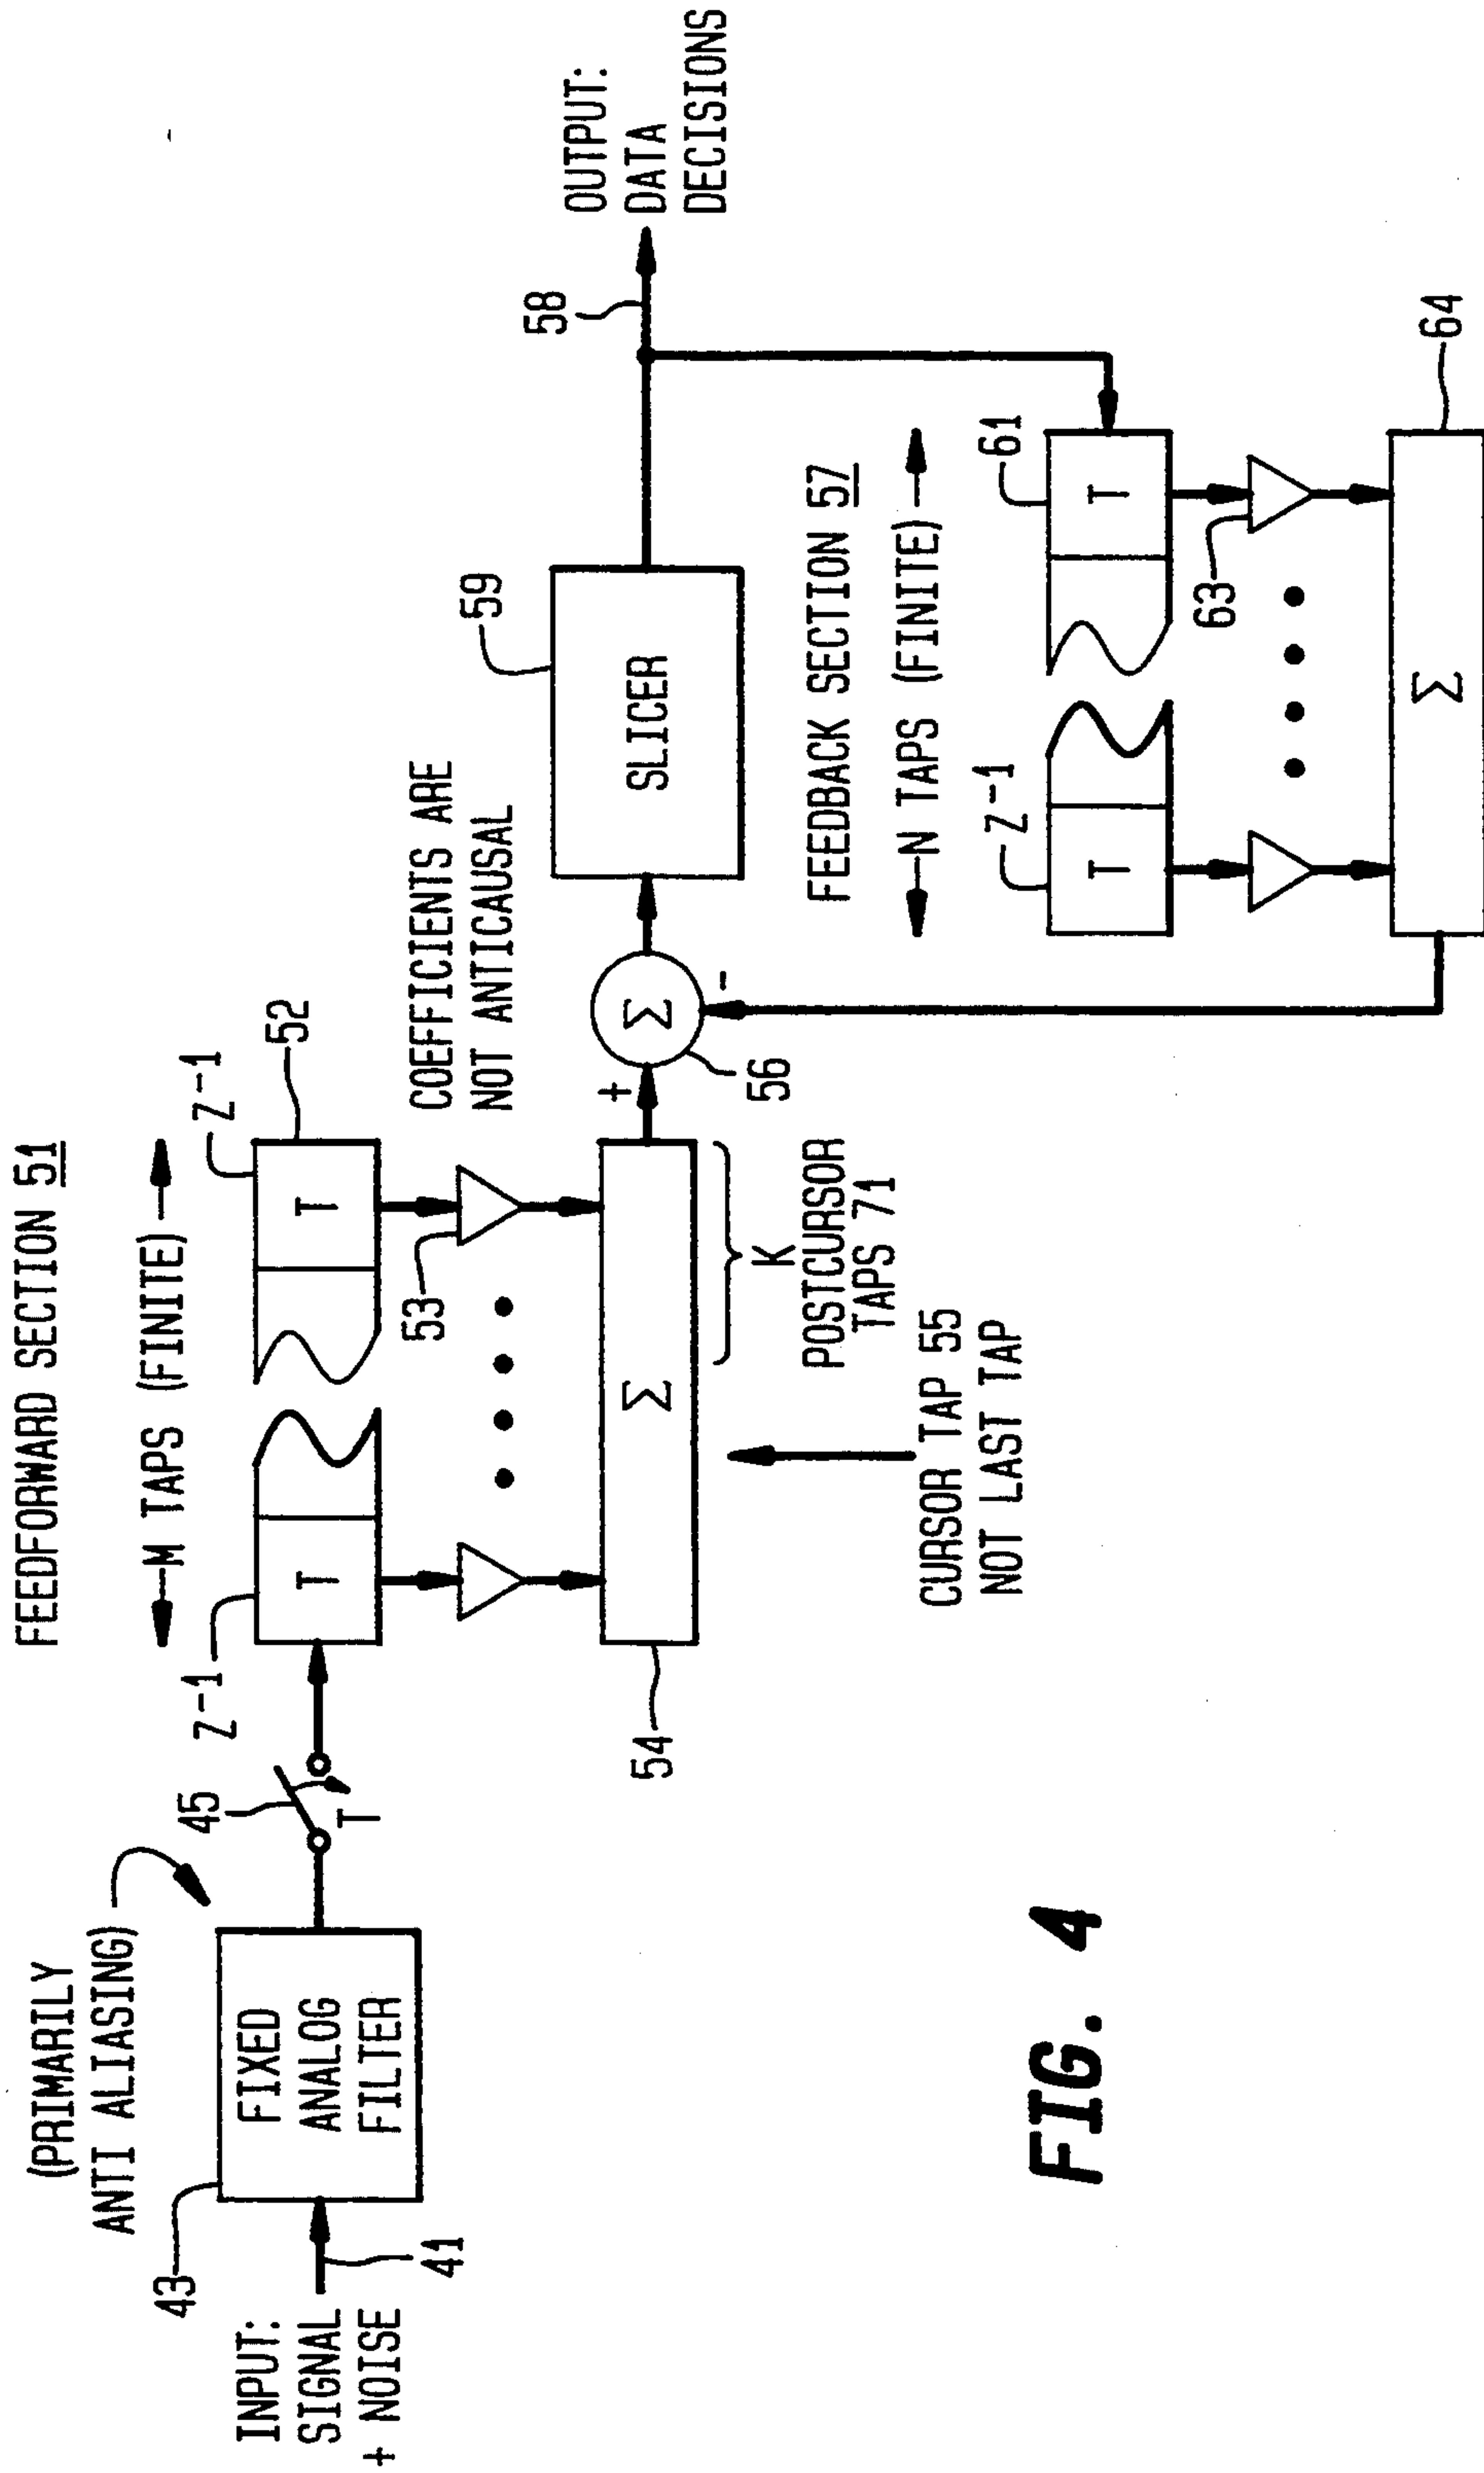 FEEDFORWARD SECTION 51
(PRIMARILY
ANTI ALIASING)
M TAPS (FINITE)
43
45
Z-1
Z-1
52
INPUT:
SIGNAL
+ NOISE
41
FIXED
ANALOG
FILTER
T
T
T
53
54
Σ
K
POSTCURSOR
TAPS 71
CURSOR TAP 55
NOT LAST TAP
COEFFICIENTS ARE
NOT ANTICAUSAL
+
Σ
-
56
59
SLICER
58
OUTPUT:
DATA
DECISIONS
FEEDBACK SECTION 57
N TAPS (FINITE)
Z-1
61
T
T
63
Σ
64
FIG. 4